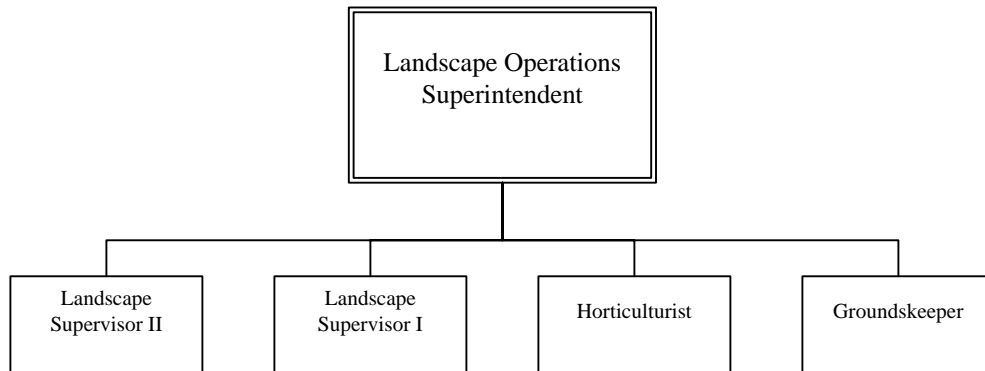 Landscape Operations
Superintendent
Landscape
Supervisor II
Landscape
Supervisor I
Horticulturist
Groundskeeper